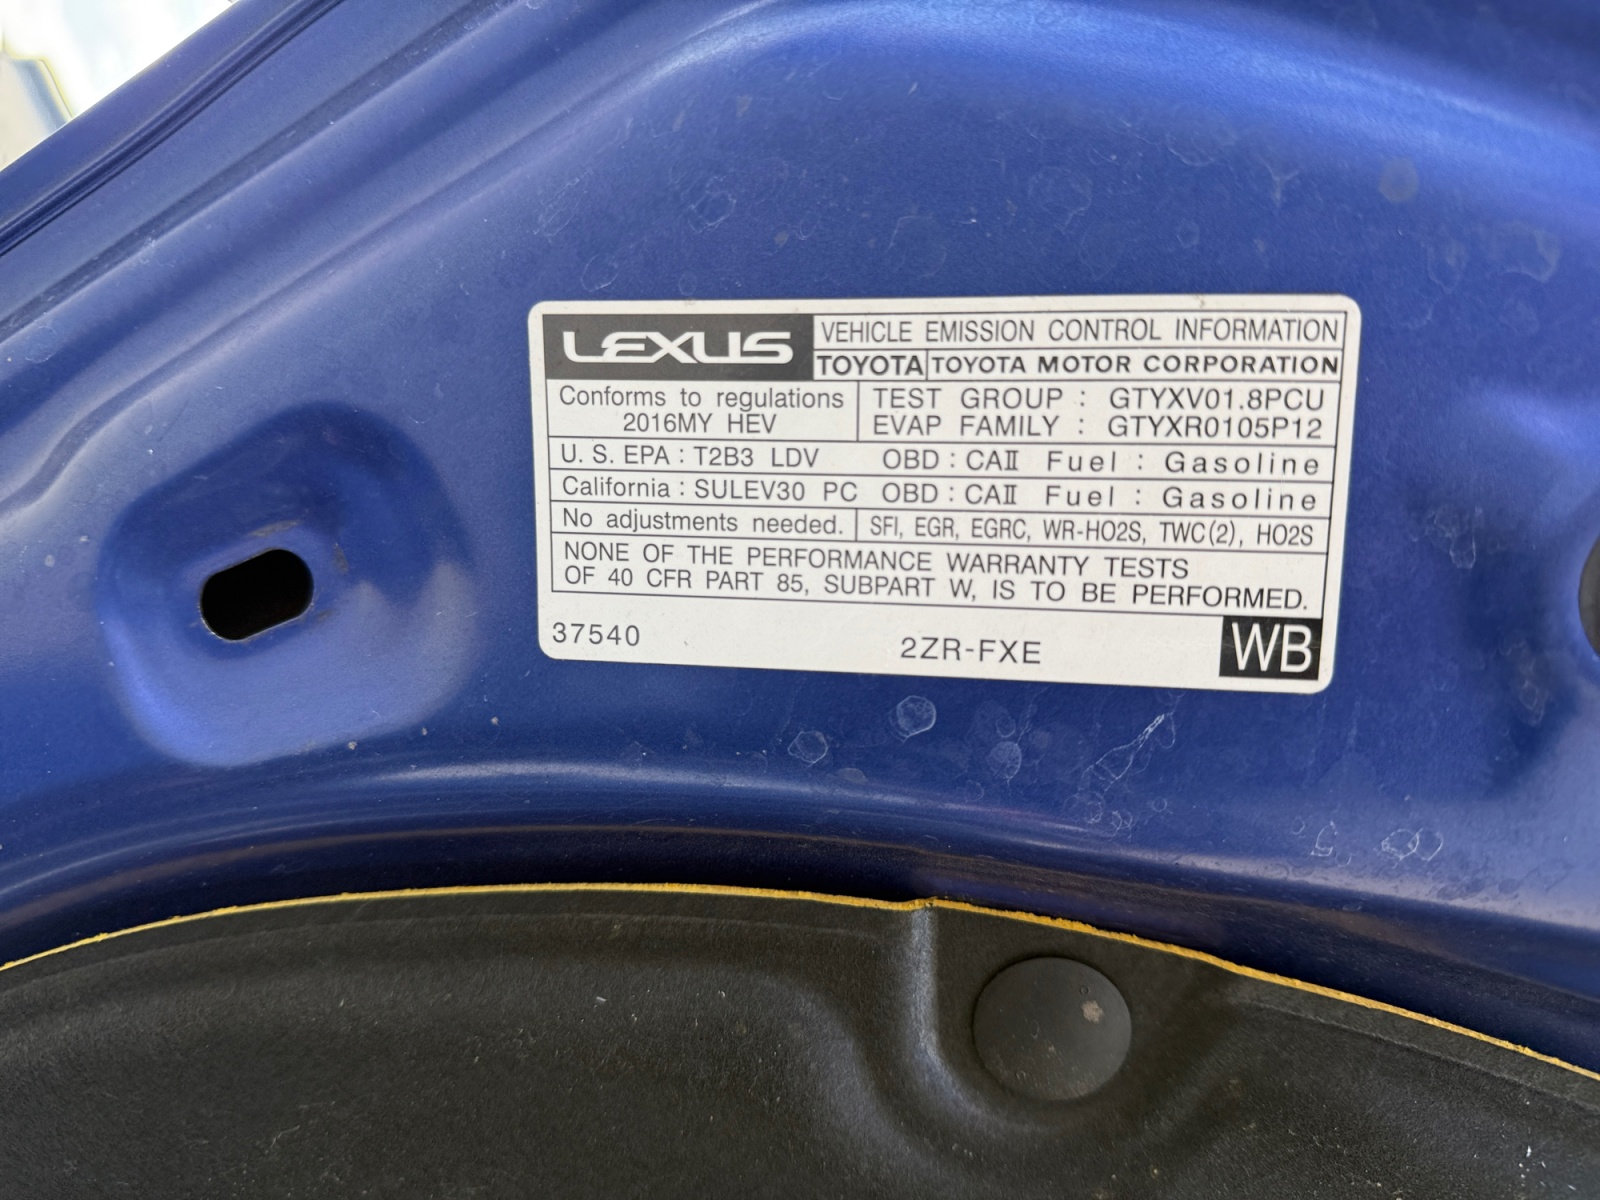 LEXUS VEHICLE EMISSION CONTROL INFORMATION
TOYOTA TOYOTA MOTOR CORPORATION
Conforms to regulations TEST GROUP : GTYXV01.8PCU
2016MY HEV EVAP FAMILY : GTYXR0105P12
U.S. EPA : T2B3 LDV OBD : CAII Fuel : Gasoline
California : SULEV30 PC OBD : CAII Fuel : Gasoline
No adjustments needed. SFI, EGR, EGRC, WR-HO2S, TWC(2), HO2S
NONE OF THE PERFORMANCE WARRANTY TESTS
OF 40 CFR PART 85, SUBPART W, IS TO BE PERFORMED.
37540 2ZR-FXE WB